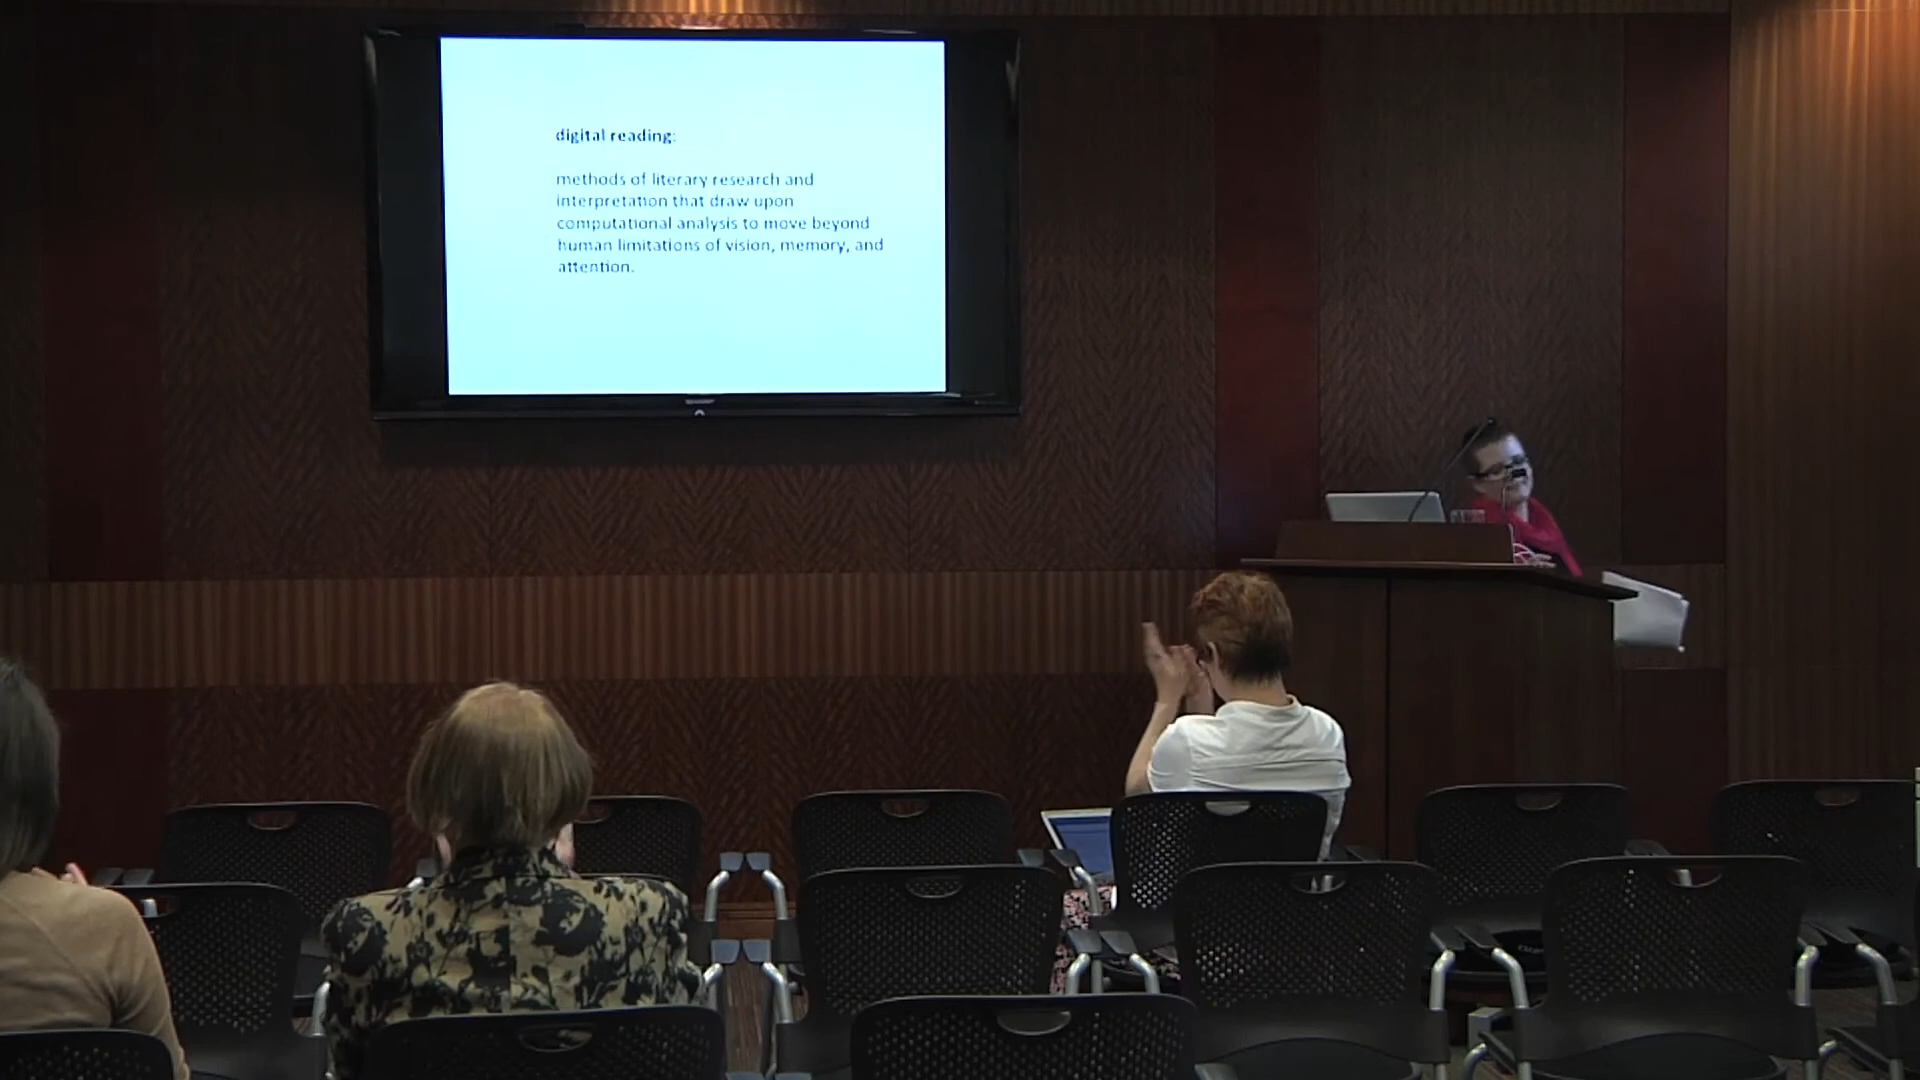 digital reading:
methods of literary research and
interpretation that draw upon
computational analysis to move beyond
human limitations of vision, memory, and
attention.